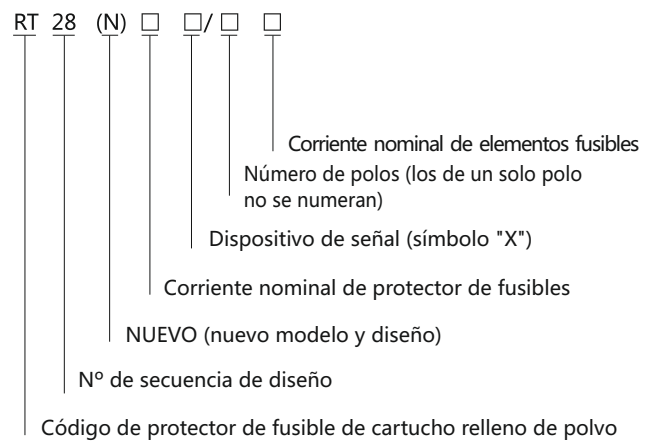 RT 28 (N) □ □/□ □
Corriente nominal de elementos fusibles
Número de polos (los de un solo polo
no se numeran)
Dispositivo de señal (símbolo "X")
Corriente nominal de protector de fusibles
NUEVO (nuevo modelo y diseño)
Nº de secuencia de diseño
Código de protector de fusible de cartucho relleno de polvo